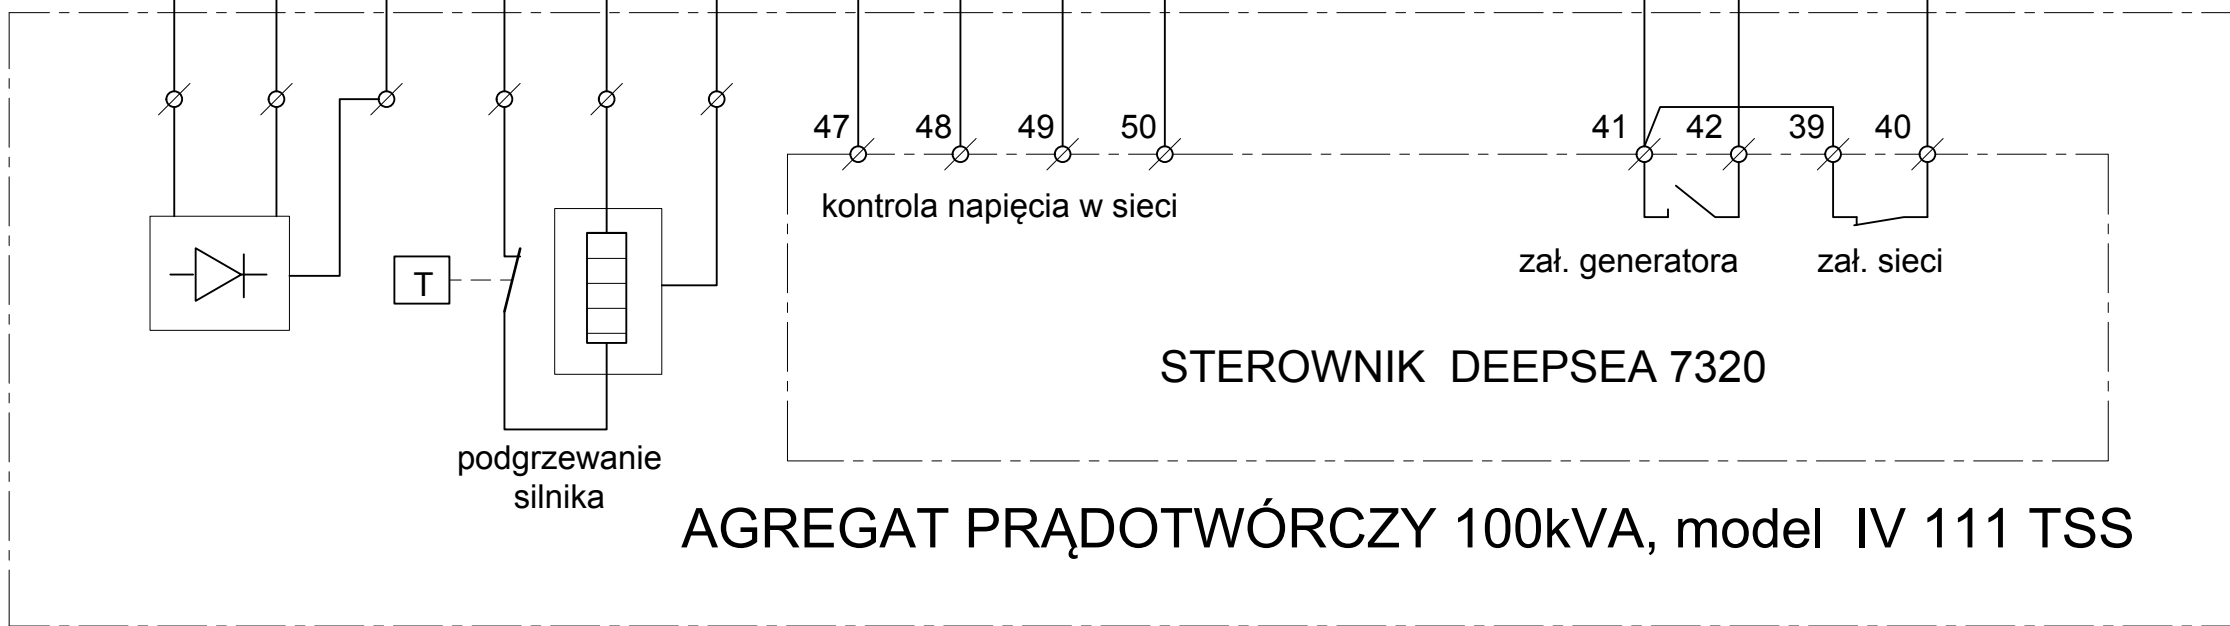 47
48
49
50
41
42
39
40
kontrola napięcia w sieci
zał. generatora
zał. sieci
T
STEROWNIK DEEPSEA 7320
podgrzewanie
silnika
AGREGAT PRĄDOTWÓRCZY 100kVA, model IV 111 TSS